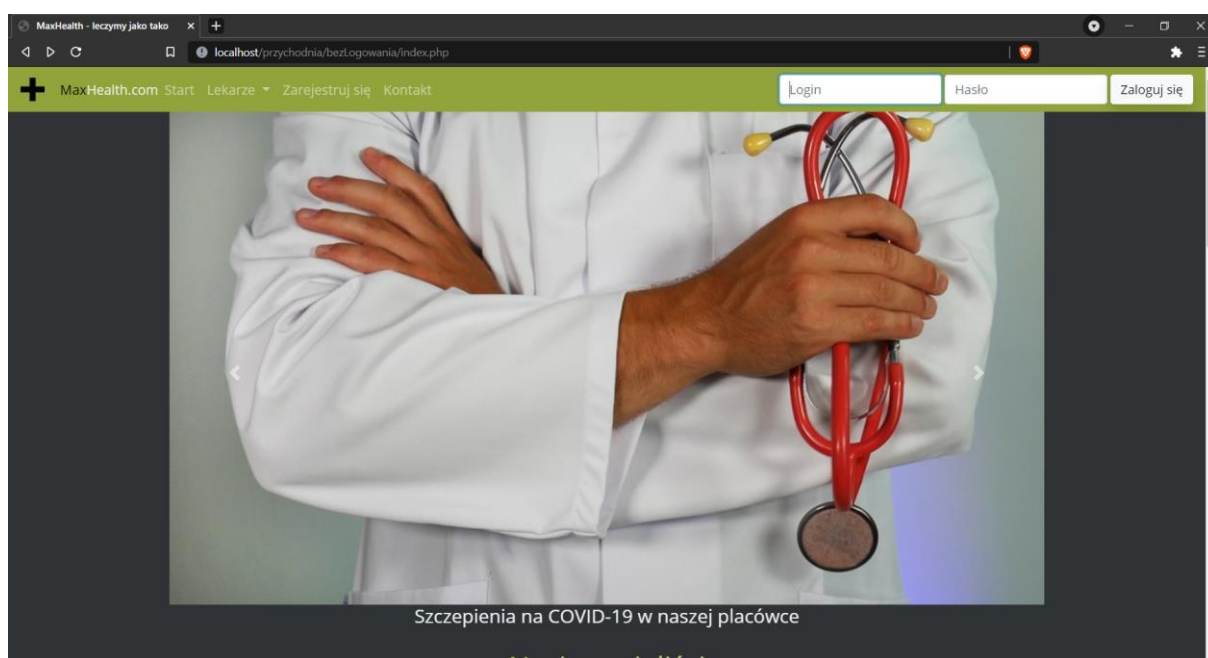 MaxHealth - leczymy jako tako
localhost/przychodnia/bezLogowania/index.php
MaxHealth.com Start Lekarze Zarejestruj się Kontakt Login Hasło Zaloguj się
Szczepienia na COVID-19 w naszej placówce